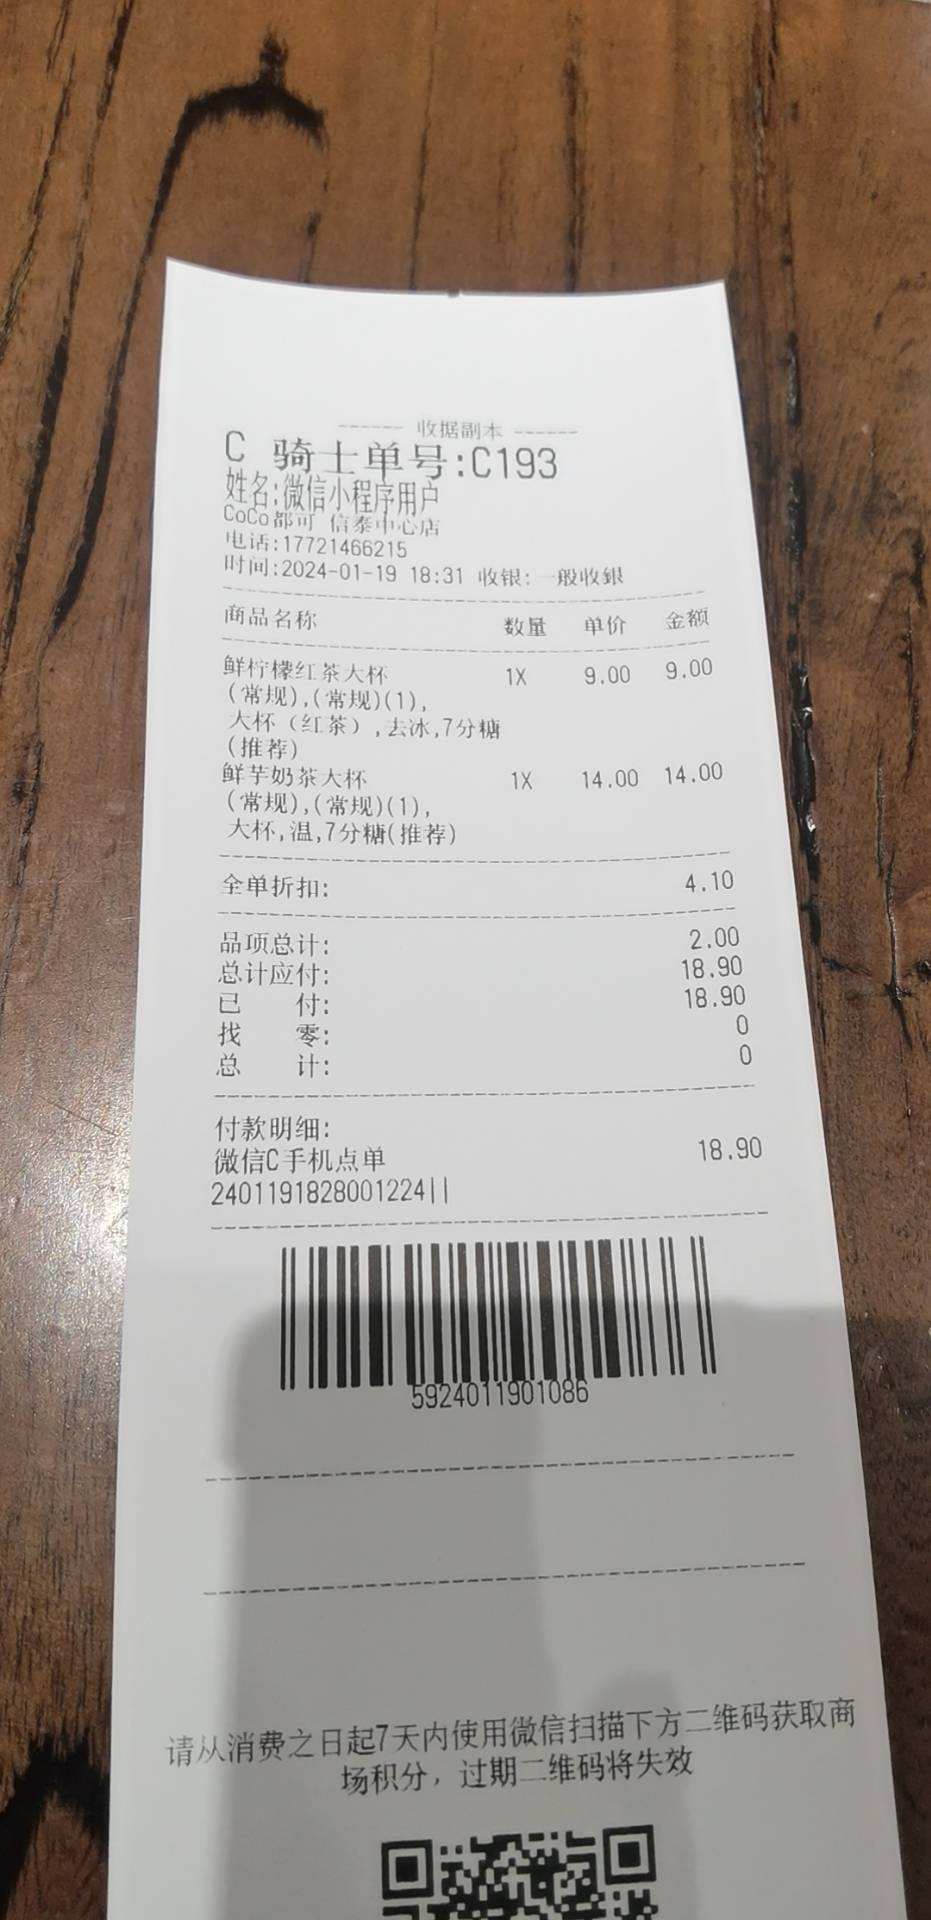 ------ 收据副本 ------
C 骑士单号:C193
姓名:微信小程序用户
CoCo都可 信泰中心店
电话:17721466215
时间:2024-01-19 18:31 收银: 一般收銀
商品名称 数量 单价 金额
鲜柠檬红茶大杯 1X 9.00 9.00
(常规),(常规)(1),
大杯（红茶）,去冰,7分糖
(推荐)
鲜芋奶茶大杯 1X 14.00 14.00
(常规),(常规)(1),
大杯,温,7分糖(推荐)
全单折扣: 4.10
品项总计: 2.00
总计应付: 18.90
已 付: 18.90
找 零: 0
总 计: 0
付款明细:
微信C手机点单 18.90
2401191828001224||
5924011901086
请从消费之日起7天内使用微信扫描下方二维码获取商
场积分，过期二维码将失效